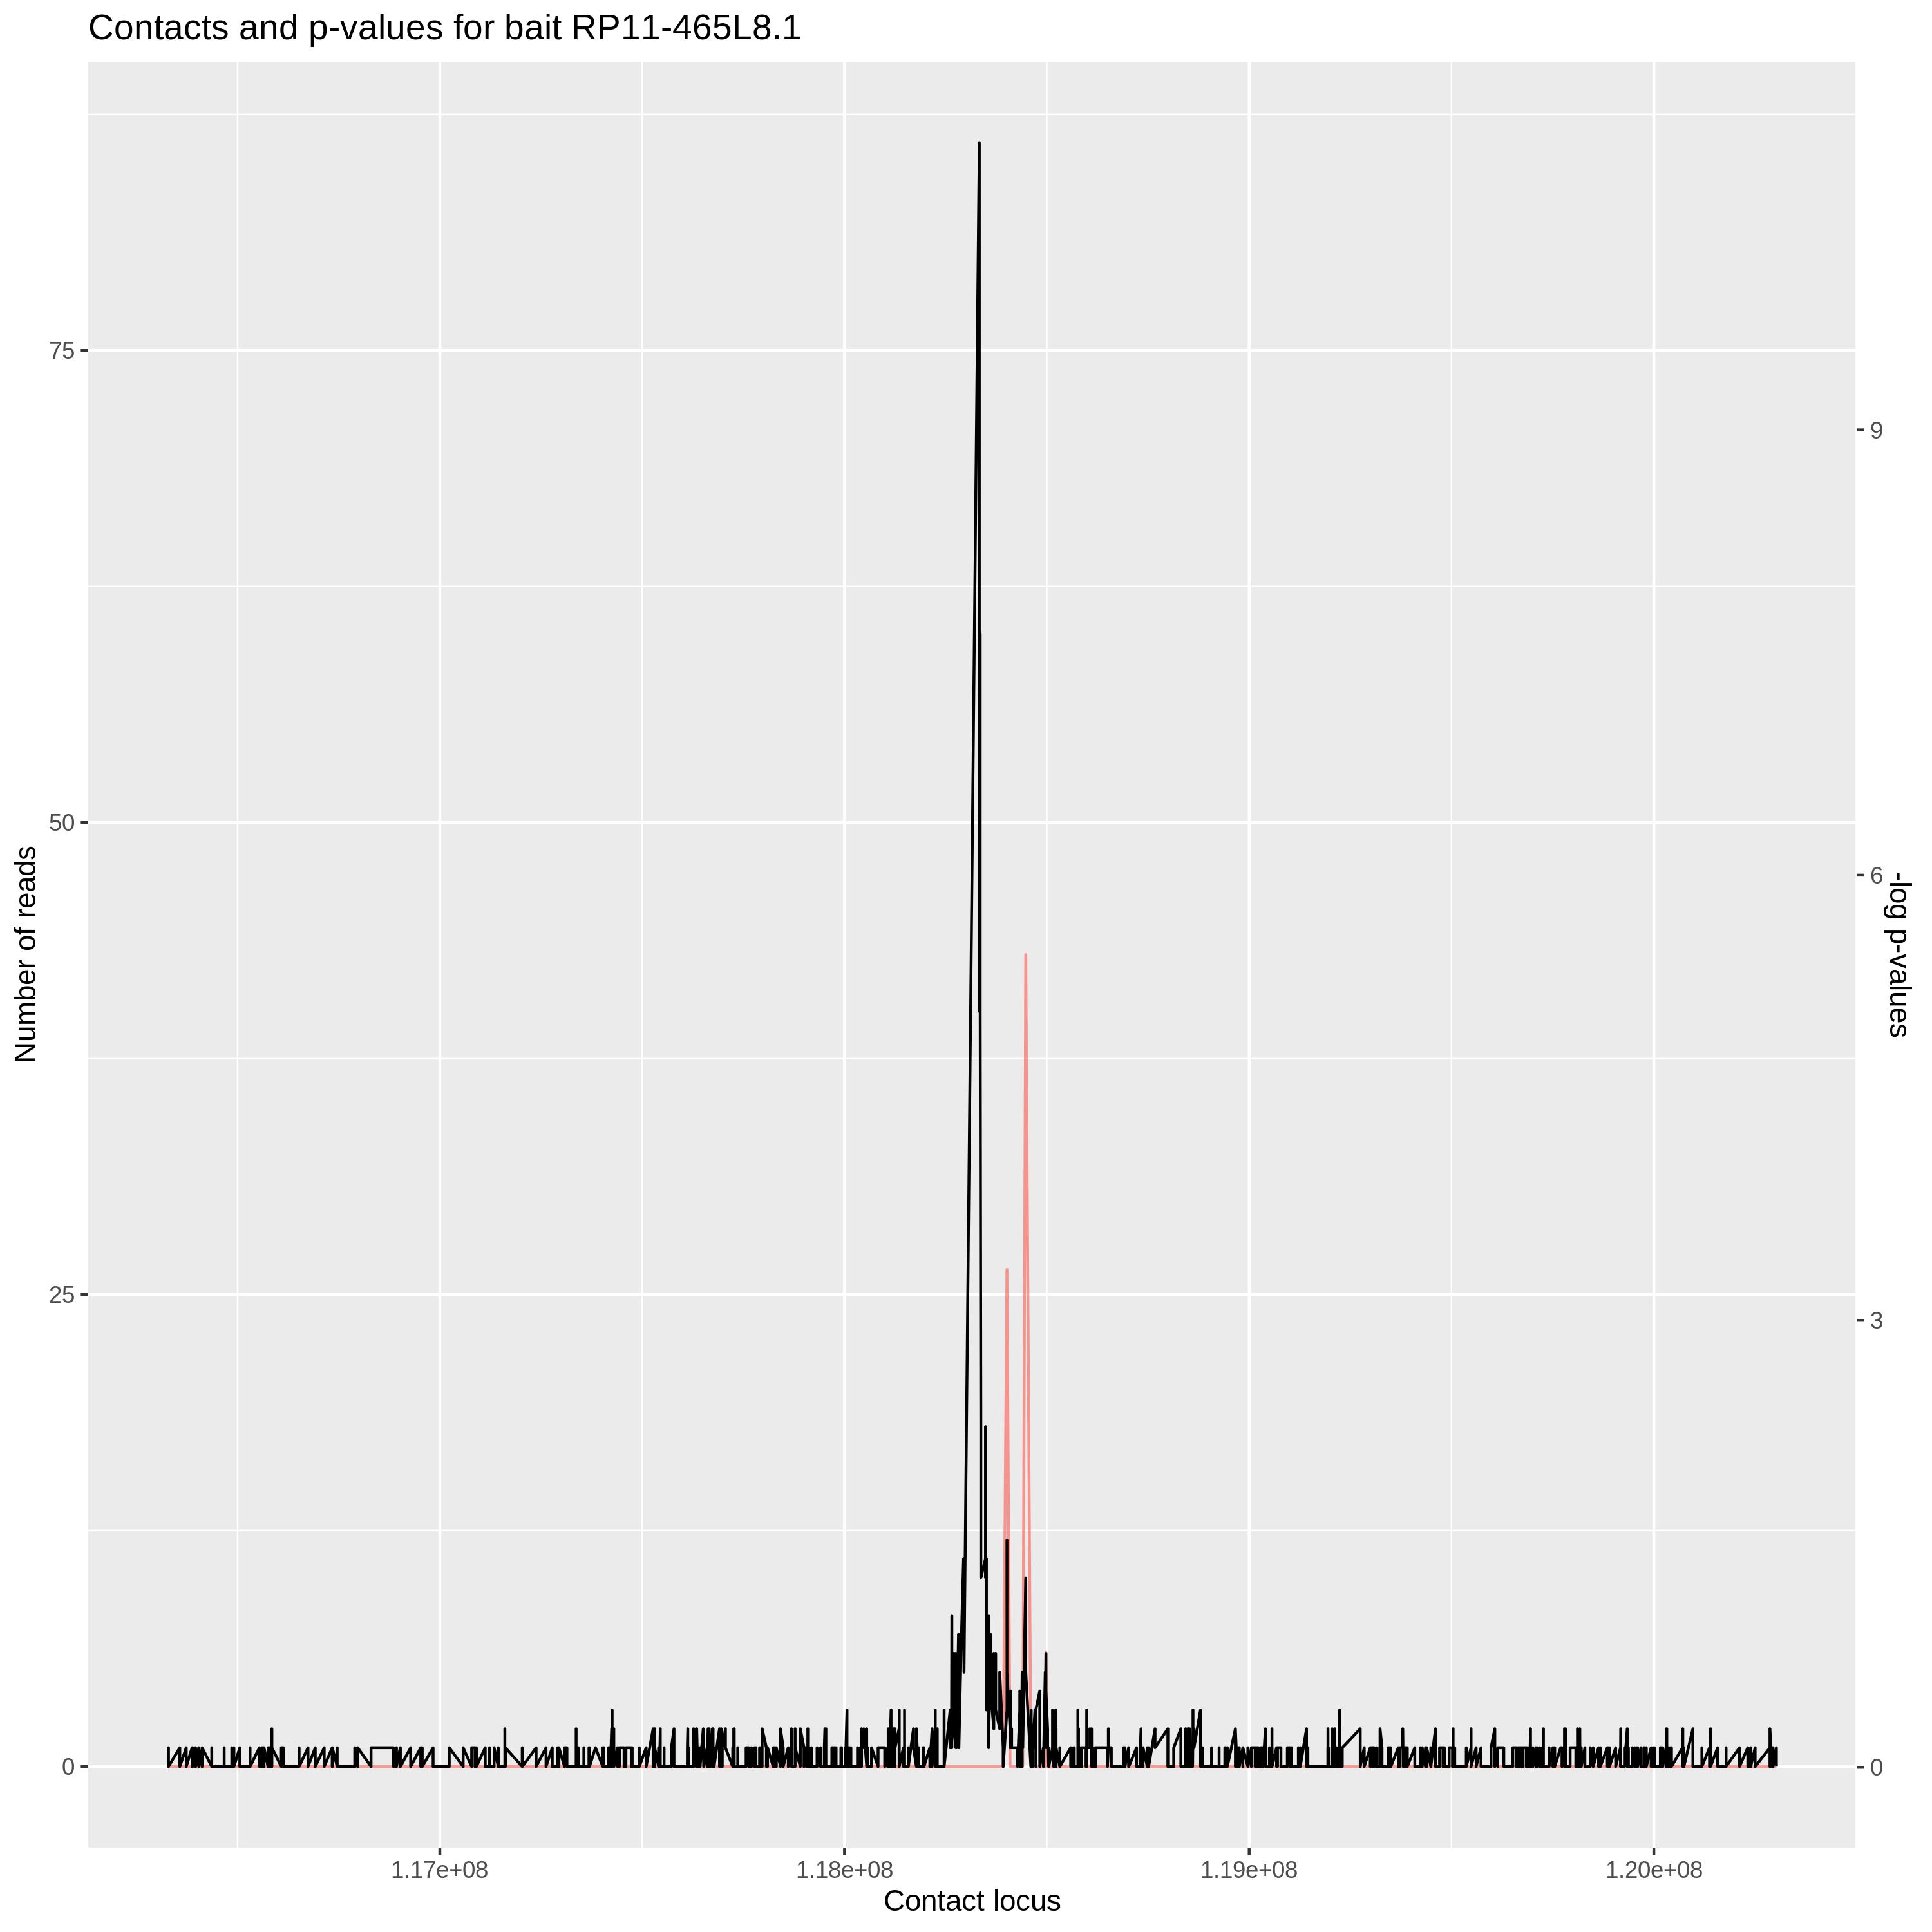 Contacts and p-values for bait RP11-465L8.1
75
50
25
0
Number of reads
9
6
3
0
-log p-values
1.17e+08
1.18e+08
1.19e+08
1.20e+08
Contact locus